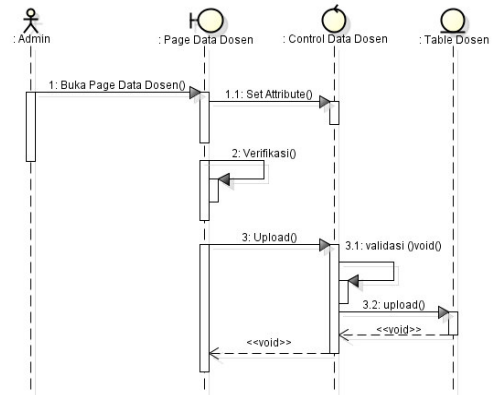 : Admin
: Page Data Dosen
: Control Data Dosen
: Table Dosen
1: Buka Page Data Dosen()
1.1: Set Attribute()
2: Verifikasi()
3: Upload()
3.1: validasi ()void()
3.2: upload()
<<void>>
<<void>>